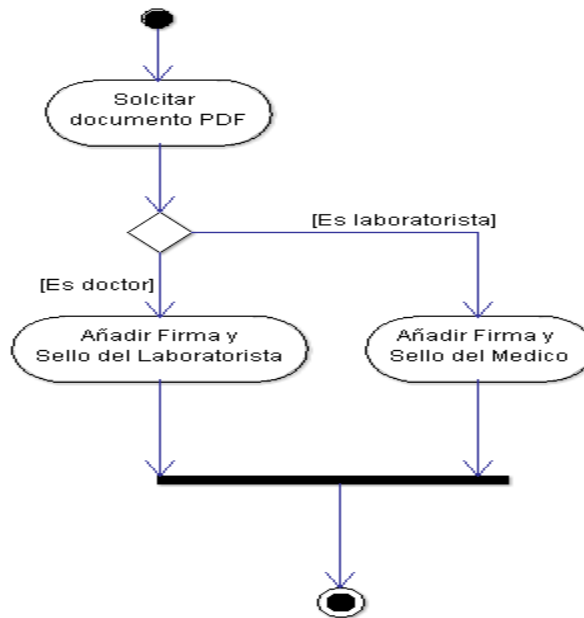 Solcitar
documento PDF
[Es laboratorista]
[Es doctor]
Añadir Firma y
Sello del Laboratorista
Añadir Firma y
Sello del Medico